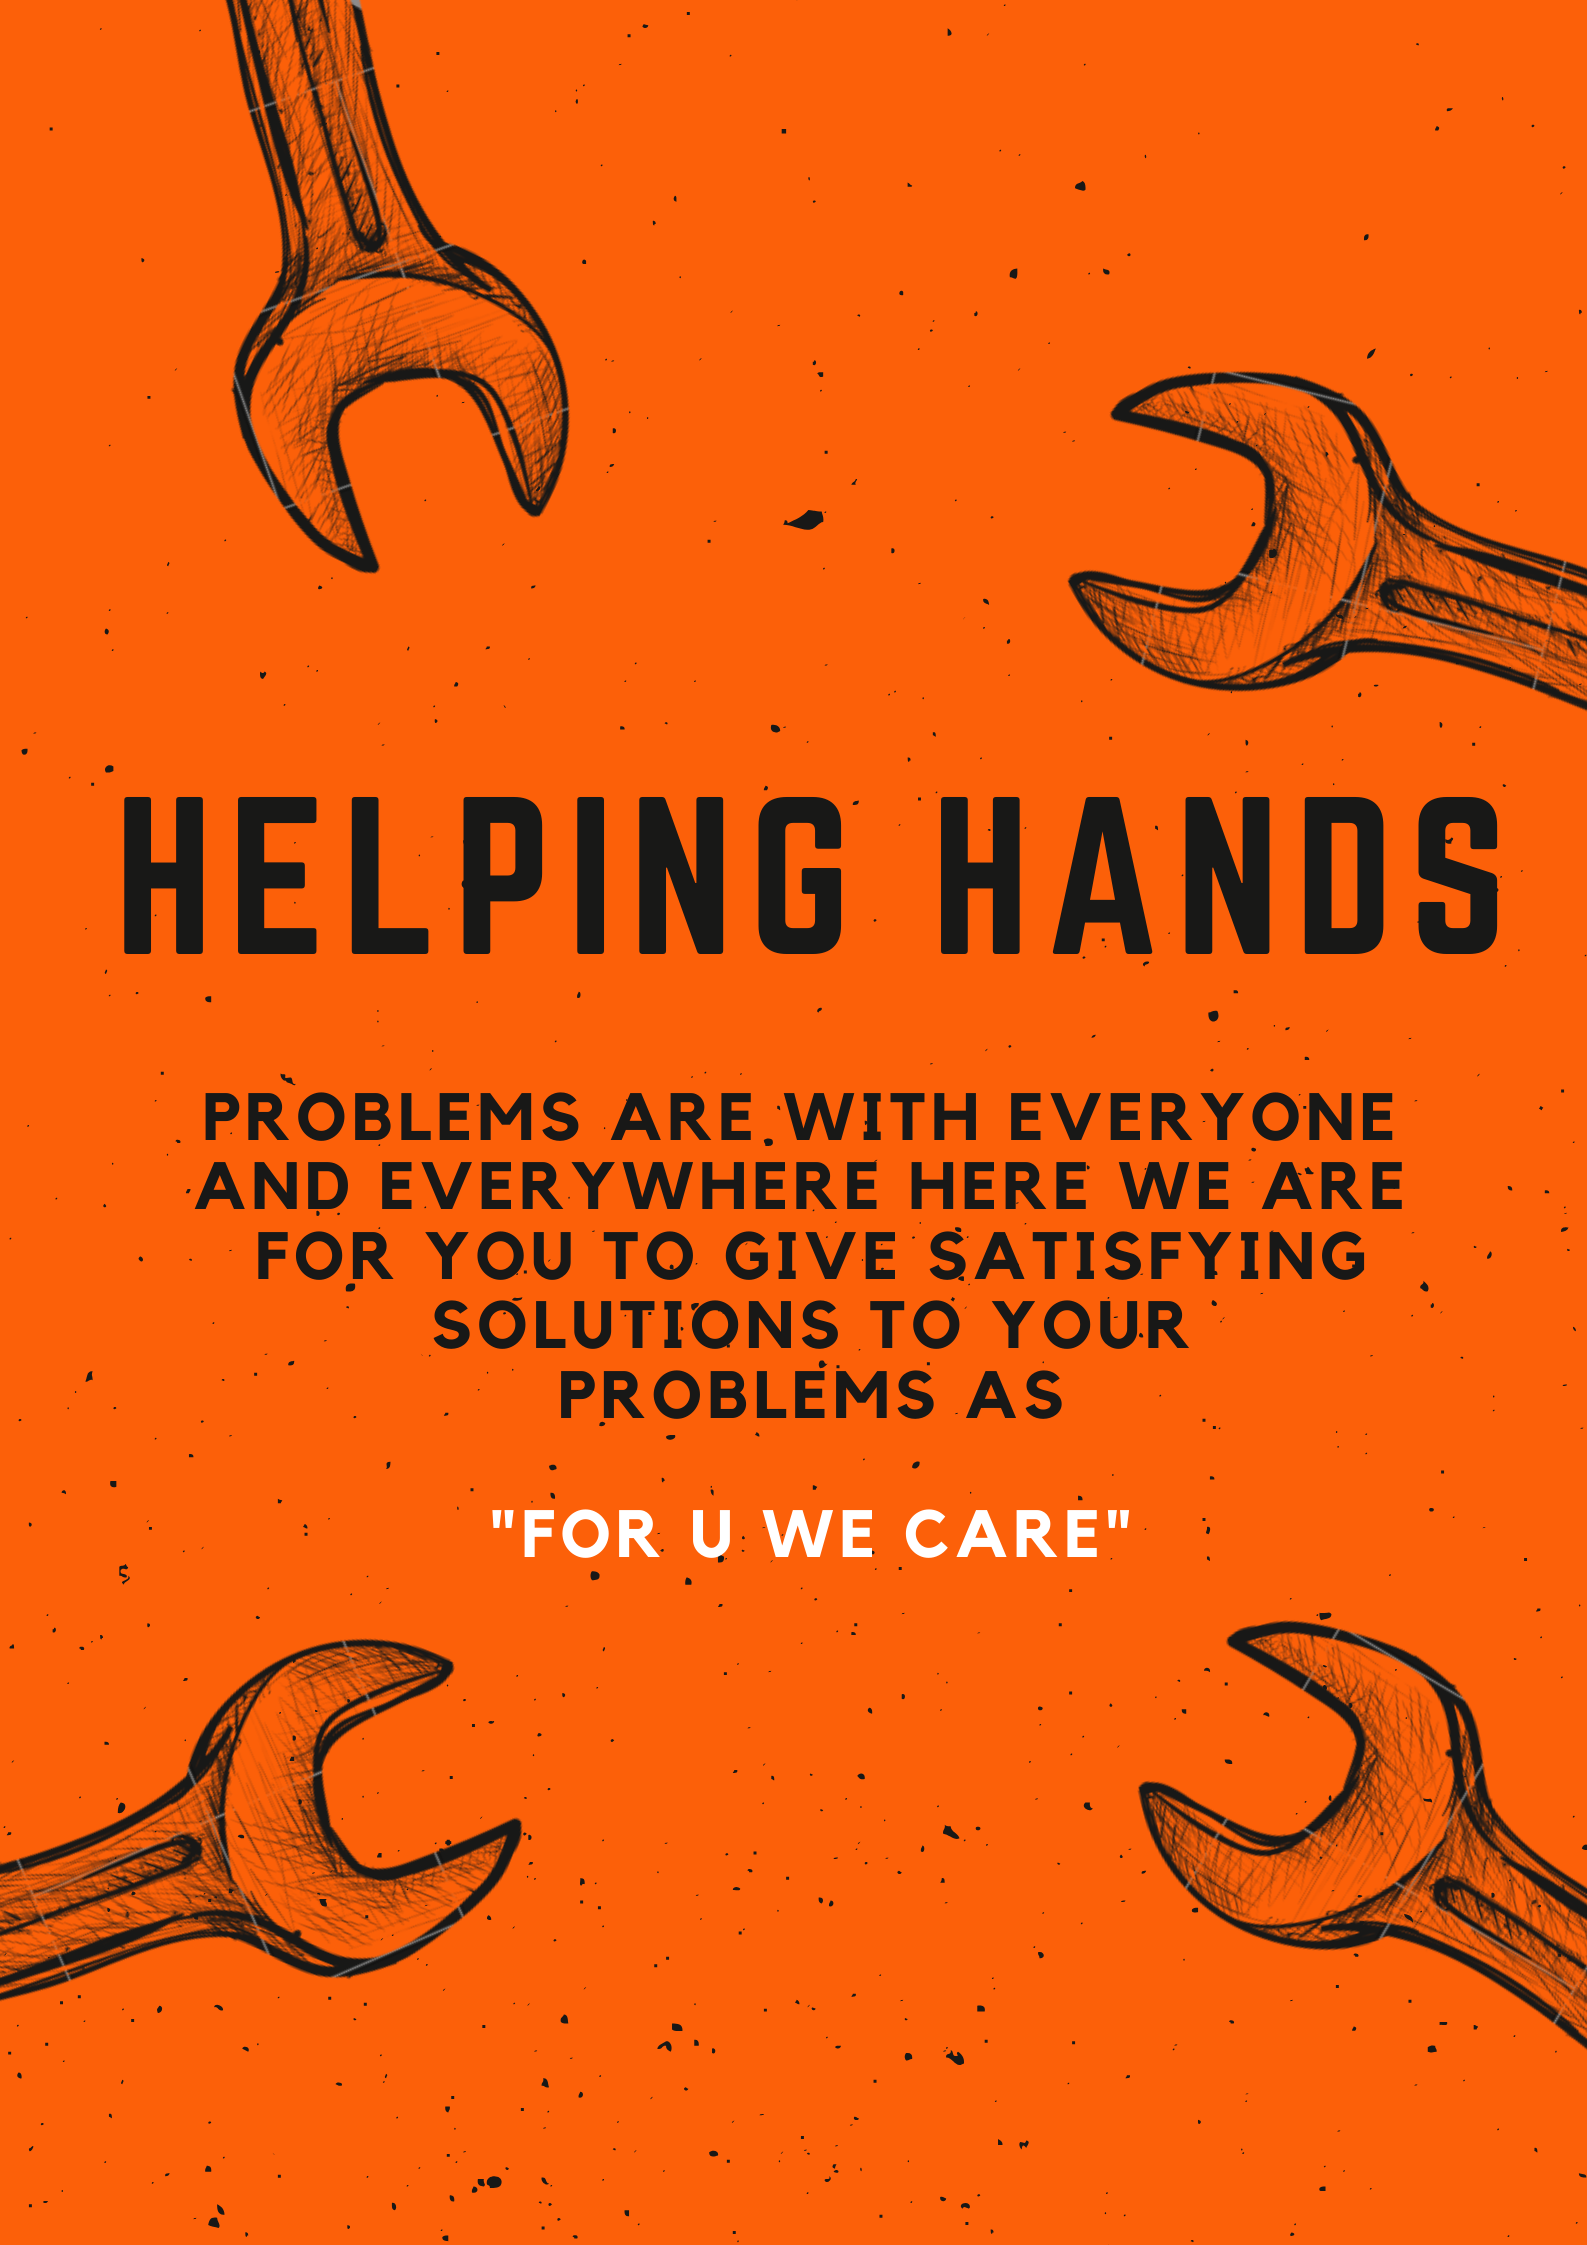 HELPING HANDS
PROBLEMS ARE WITH EVERYONE
AND EVERYWHERE HERE WE ARE
FOR YOU TO GIVE SATISFYING
SOLUTIONS TO YOUR
PROBLEMS AS
"FOR U WE CARE"